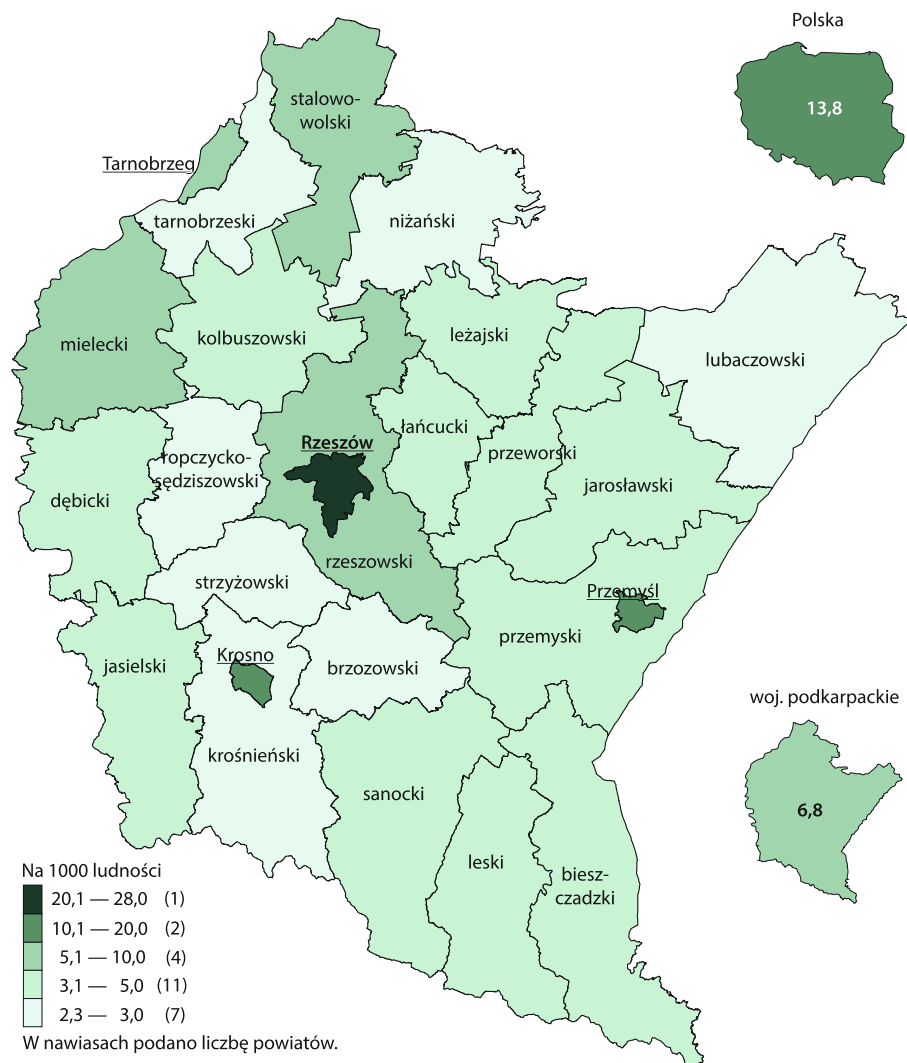 Polska
13,8
stalowo-
wolski
Tarnobrzeg
tarnobrzeski
niżański
mielecki
kolbuszowski
leżajski
lubaczowski
łańcucki
Rzeszów
przeworski
ropczycko-
sędziszowski
jarosławski
dębicki
rzeszowski
strzyżowski
Przemyśl
przemyski
Krosno
jasielski
brzozowski
woj. podkarpackie
6,8
krośnieński
sanocki
leski
biesz-
czadzki
Na 1000 ludności
20,1 — 28,0 (1)
10,1 — 20,0 (2)
5,1 — 10,0 (4)
3,1 — 5,0 (11)
2,3 — 3,0 (7)
W nawiasach podano liczbę powiatów.